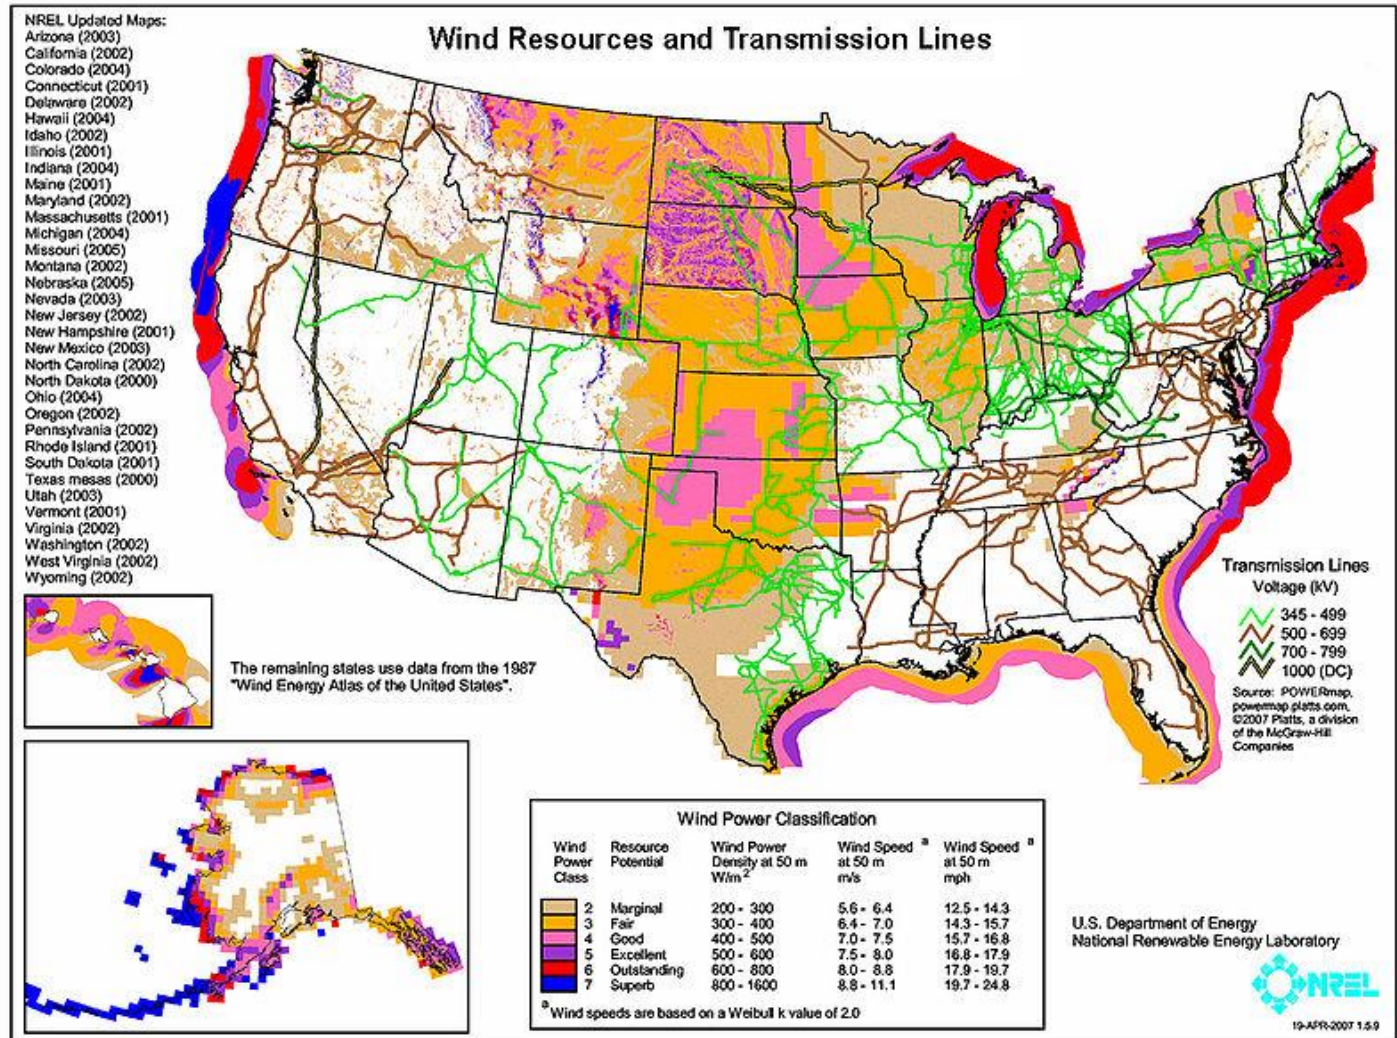 Wind Resources and Transmission Lines
NREL Updated Maps:
Arizona (2003)
California (2002)
Colorado (2004)
Connecticut (2001)
Delaware (2002)
Hawaii (2004)
Idaho (2002)
Illinois (2001)
Indiana (2004)
Maine (2001)
Maryland (2002)
Massachusetts (2001)
Michigan (2004)
Missouri (2005)
Montana (2002)
Nebraska (2005)
Nevada (2003)
New Jersey (2002)
New Hampshire (2001)
New Mexico (2003)
North Carolina (2002)
North Dakota (2000)
Ohio (2004)
Oregon (2002)
Pennsylvania (2002)
Rhode Island (2001)
South Dakota (2001)
Texas mesas (2000)
Utah (2003)
Vermont (2001)
Virginia (2002)
Washington (2002)
West Virginia (2002)
Wyoming (2002)
The remaining states use data from the 1987
"Wind Energy Atlas of the United States".
Transmission Lines
Voltage (kV)
345 - 499
500 - 699
700 - 799
1000 (DC)
Source: POWERmap,
powermap.platts.com,
©2007 Platts, a division
of the McGraw-Hill
Companies
Wind Power Classification
Wind Resource Wind Power Wind Speed a Wind Speed a
Power Potential Density at 50 m at 50 m at 50 m
Class W/m2 m/s mph
2 Marginal 200 - 300 5.6 - 6.4 12.5 - 14.3
3 Fair 300 - 400 6.4 - 7.0 14.3 - 15.7
4 Good 400 - 500 7.0 - 7.5 15.7 - 16.8
5 Excellent 500 - 600 7.5 - 8.0 16.8 - 17.9
6 Outstanding 600 - 800 8.0 - 8.8 17.9 - 19.7
7 Superb 800 - 1600 8.8 - 11.1 19.7 - 24.8
a Wind speeds are based on a Weibull k value of 2.0
U.S. Department of Energy
National Renewable Energy Laboratory
NREL
19-APR-2007 1.5.9